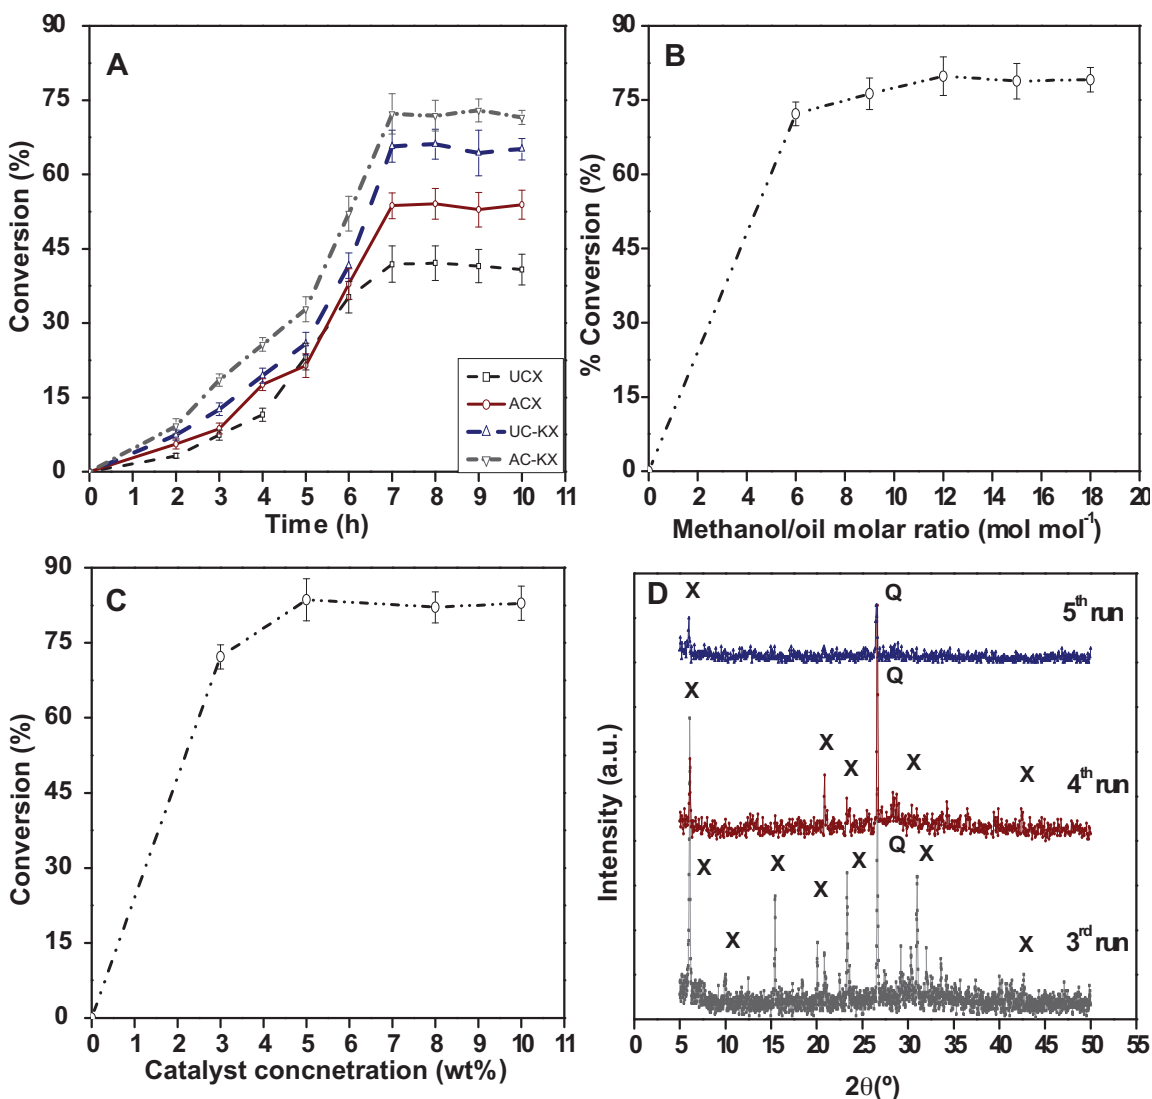 A
Conversion (%)
90
75
60
45
30
15
0
0 1 2 3 4 5 6 7 8 9 10 11
Time (h)
UCX
ACX
UC-KX
AC-KX
B
% Conversion (%)
90
75
60
45
30
15
0
0 2 4 6 8 10 12 14 16 18 20
Methanol/oil molar ratio (mol mol⁻¹)
C
Conversion (%)
90
75
60
45
30
15
0
0 1 2 3 4 5 6 7 8 9 10 11
Catalyst concnetration (wt%)
D
Intensity (a.u.)
X Q 5th run
X Q
X X X X 4th run
X X X X Q X
X X 3rd run
0 5 10 15 20 25 30 35 40 45 50 55
2θ(º)